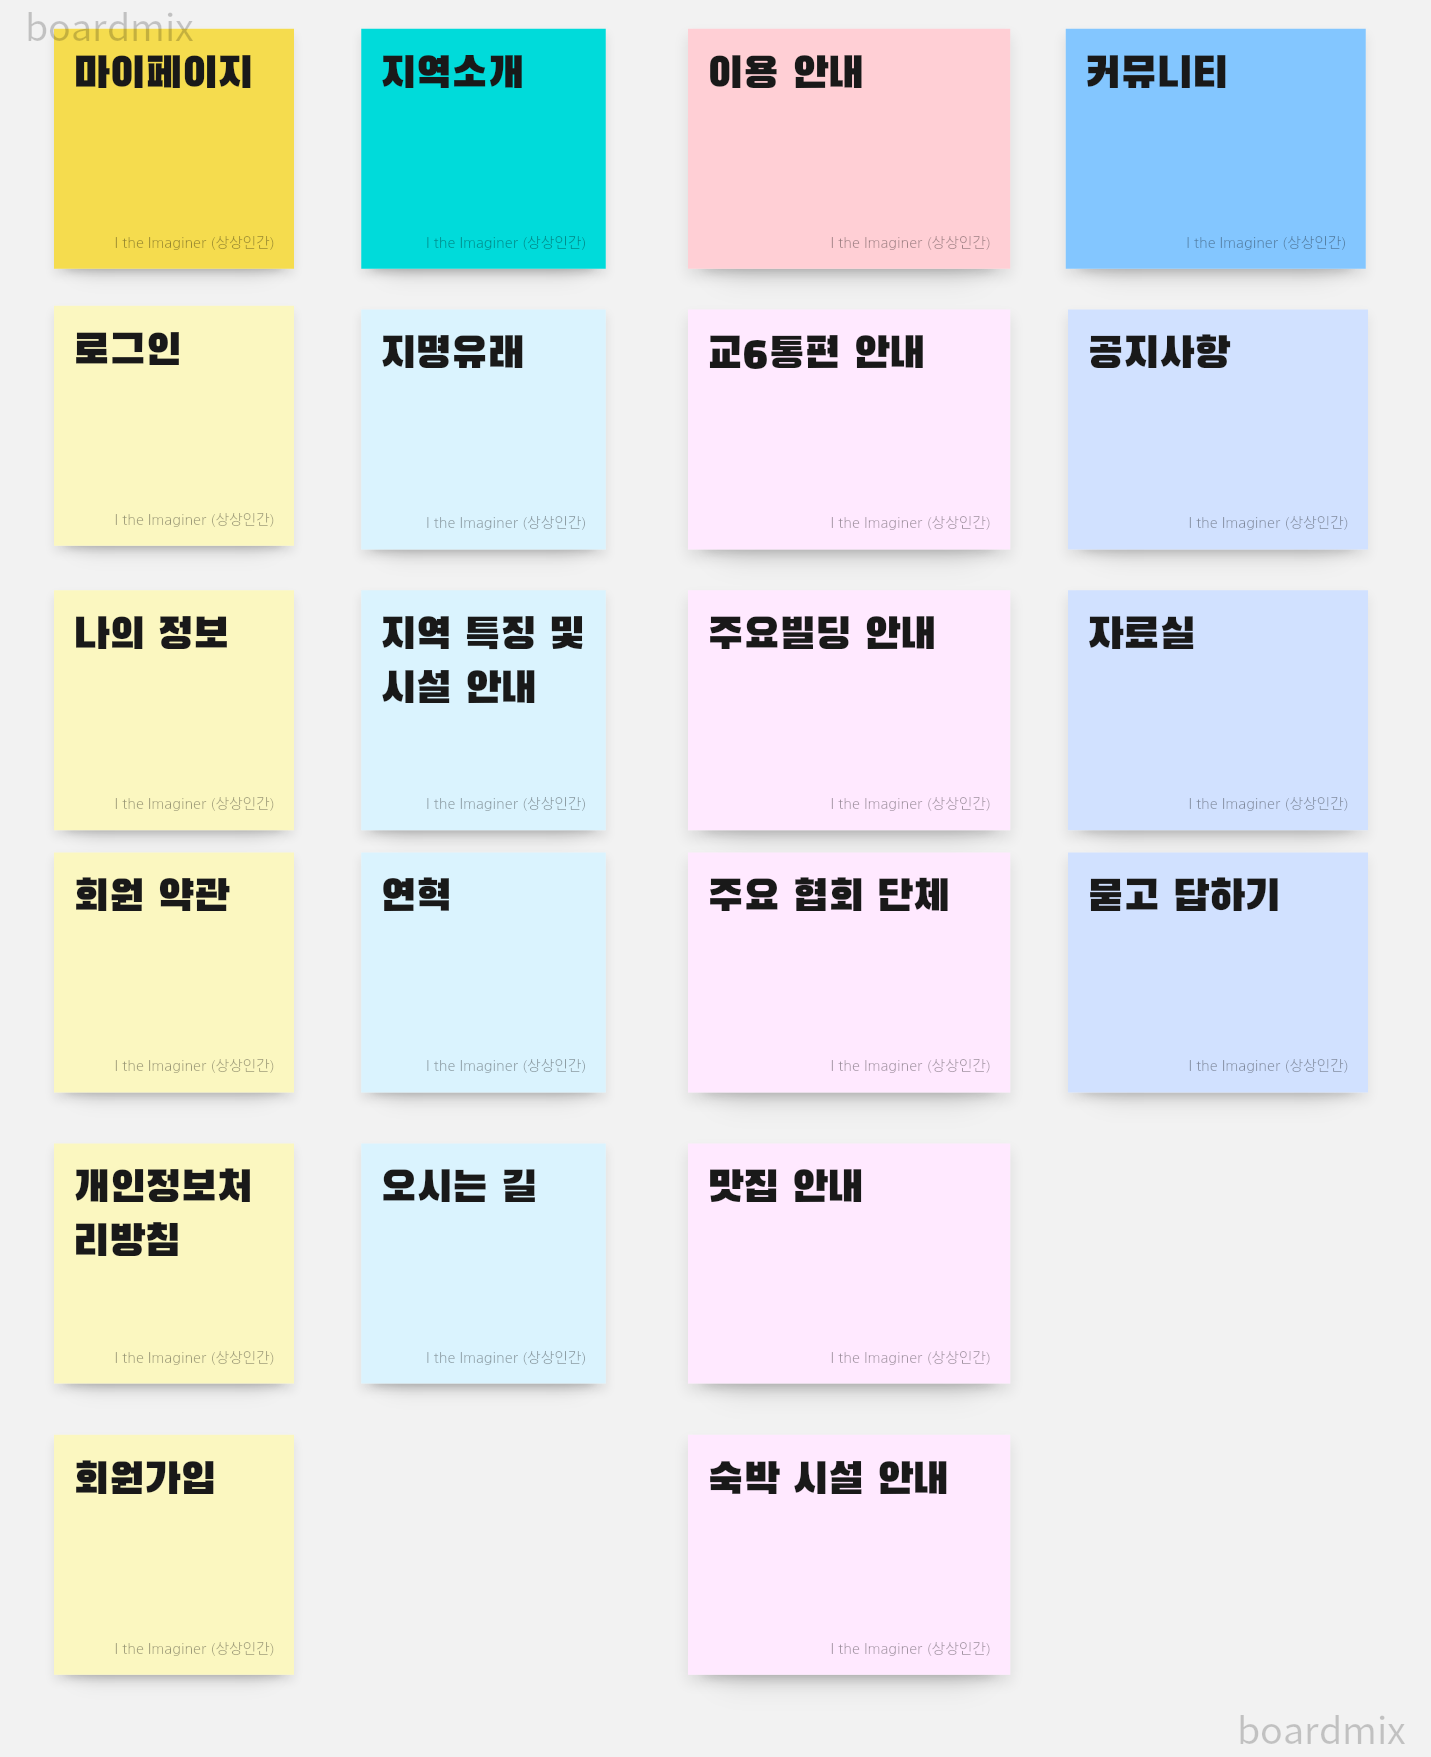 boardmix
마이페이지
I the Imaginer (상상인간)
지역소개
I the Imaginer (상상인간)
이용 안내
I the Imaginer (상상인간)
커뮤니티
I the Imaginer (상상인간)
로그인
I the Imaginer (상상인간)
지명유래
I the Imaginer (상상인간)
교6통편 안내
I the Imaginer (상상인간)
공지사항
I the Imaginer (상상인간)
나의 정보
I the Imaginer (상상인간)
지역 특징 및
시설 안내
I the Imaginer (상상인간)
주요빌딩 안내
I the Imaginer (상상인간)
자료실
I the Imaginer (상상인간)
회원 약관
I the Imaginer (상상인간)
연혁
I the Imaginer (상상인간)
주요 협회 단체
I the Imaginer (상상인간)
묻고 답하기
I the Imaginer (상상인간)
개인정보처
리방침
I the Imaginer (상상인간)
오시는 길
I the Imaginer (상상인간)
맛집 안내
I the Imaginer (상상인간)
회원가입
I the Imaginer (상상인간)
숙박 시설 안내
I the Imaginer (상상인간)
boardmix